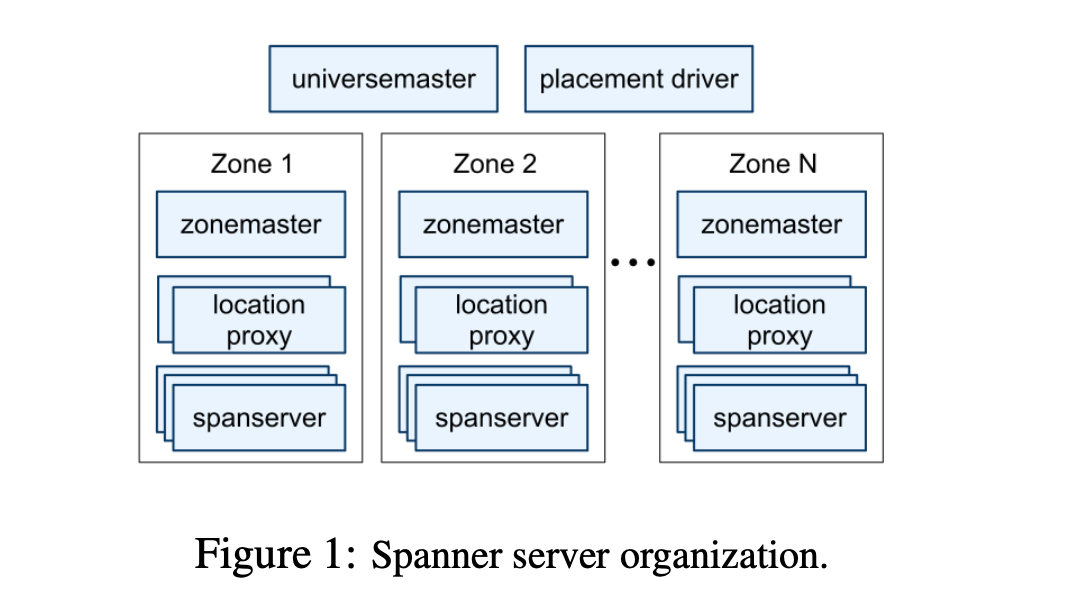 universemaster placement driver
Zone 1 Zone 2 Zone N
zonemaster zonemaster zonemaster
...
location location location
proxy proxy proxy
spanserver spanserver spanserver
Figure 1: Spanner server organization.